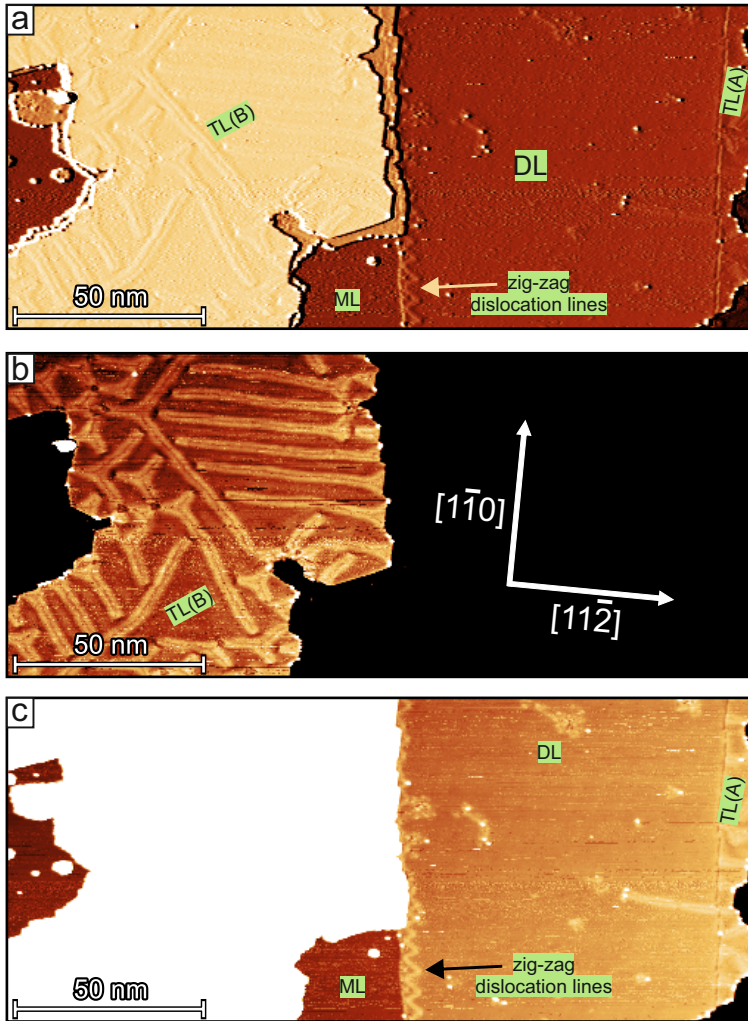 a
TL(B)
TL(A)
DL
ML
zig-zag
dislocation lines
50 nm
b
TL(B)
50 nm
[11̅0]
[112̅]
c
DL
TL(A)
ML
zig-zag
dislocation lines
50 nm